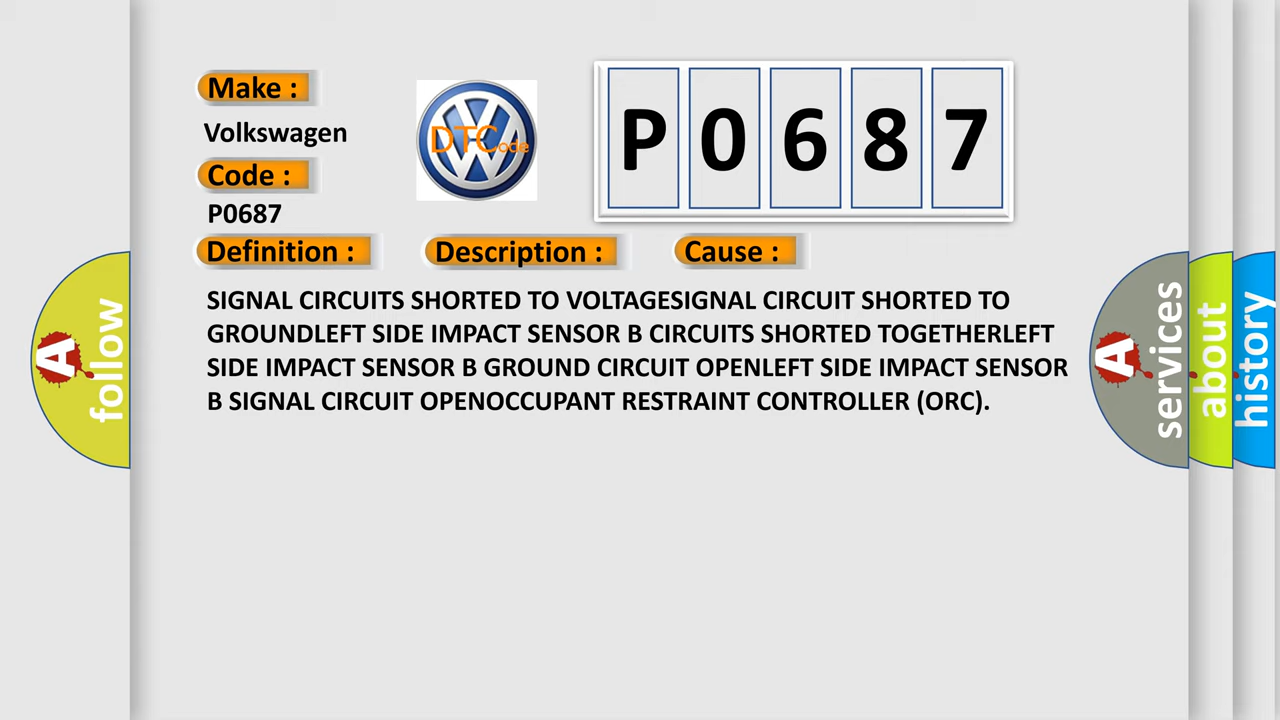 Make :
Volkswagen
Code :
P0687
DTCode
P0687
Definition :
Description :
Cause :
SIGNAL CIRCUITS SHORTED TO VOLTAGESIGNAL CIRCUIT SHORTED TO
GROUNDLEFT SIDE IMPACT SENSOR B CIRCUITS SHORTED TOGETHERLEFT
SIDE IMPACT SENSOR B GROUND CIRCUIT OPENLEFT SIDE IMPACT SENSOR
B SIGNAL CIRCUIT OPENOCCUPANT RESTRAINT CONTROLLER (ORC).
A
follow
A
services
about
history